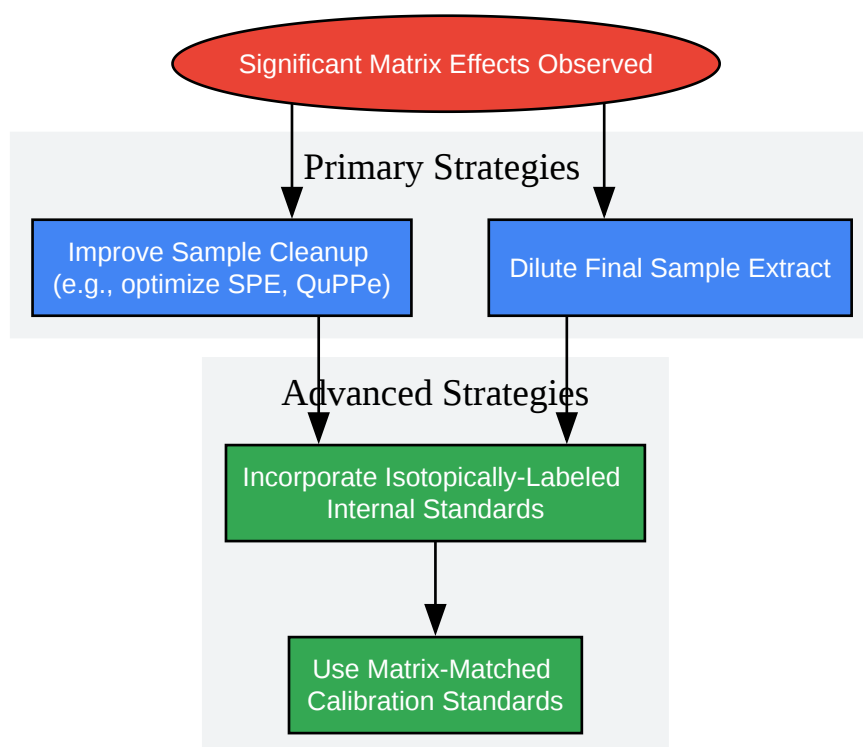 Significant Matrix Effects Observed
Primary Strategies
Improve Sample Cleanup
(e.g., optimize SPE, QuPPe)
Dilute Final Sample Extract
Advanced Strategies
Incorporate Isotopically-Labeled
Internal Standards
Use Matrix-Matched
Calibration Standards